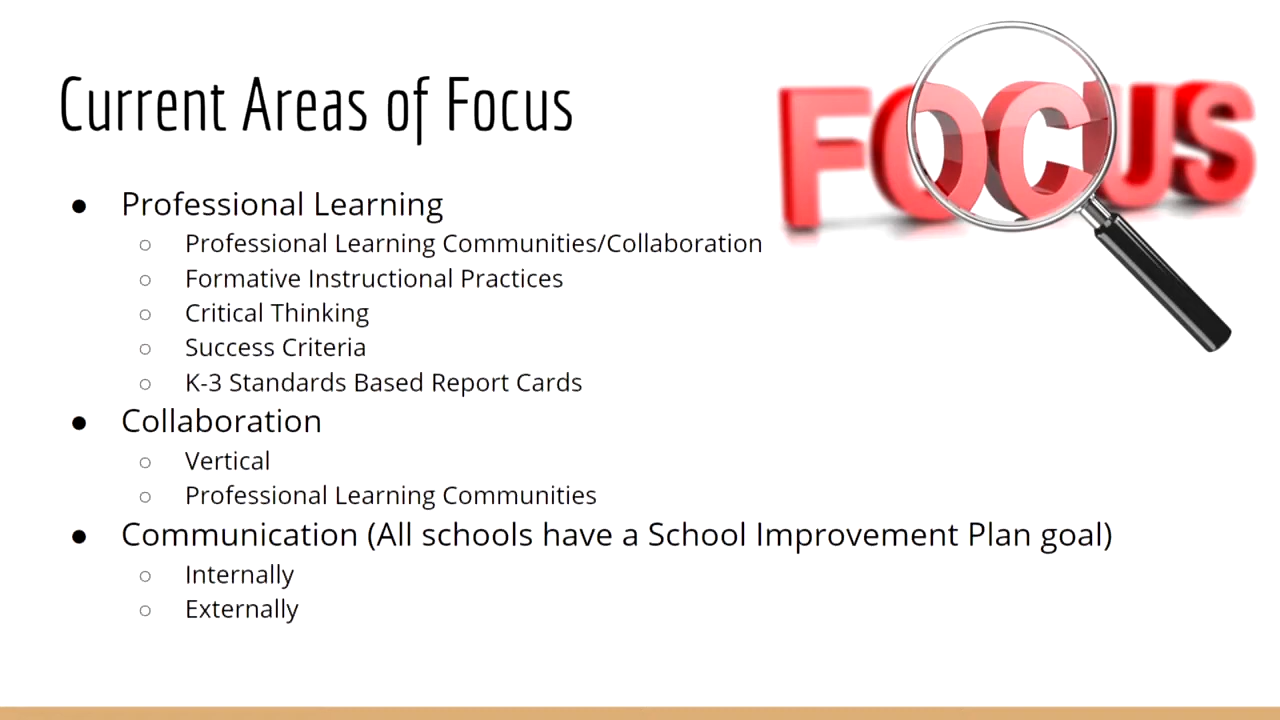 Current Areas of Focus
FOCUS
● Professional Learning
○ Professional Learning Communities/Collaboration
○ Formative Instructional Practices
○ Critical Thinking
○ Success Criteria
○ K-3 Standards Based Report Cards
● Collaboration
○ Vertical
○ Professional Learning Communities
● Communication (All schools have a School Improvement Plan goal)
○ Internally
○ Externally